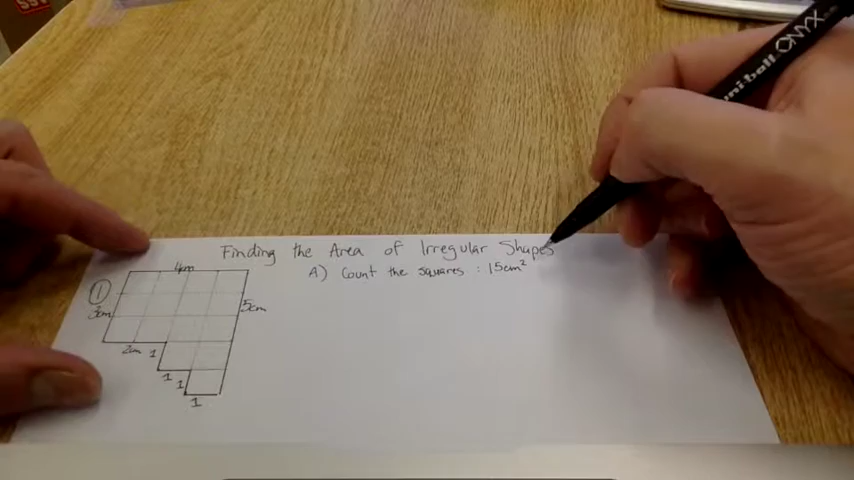 Finding the Area of Irregular Shapes
A) Count the squares : 15cm²
①
4cm
3cm
5cm
2cm
1
1
1
1
uni-ball ONYX